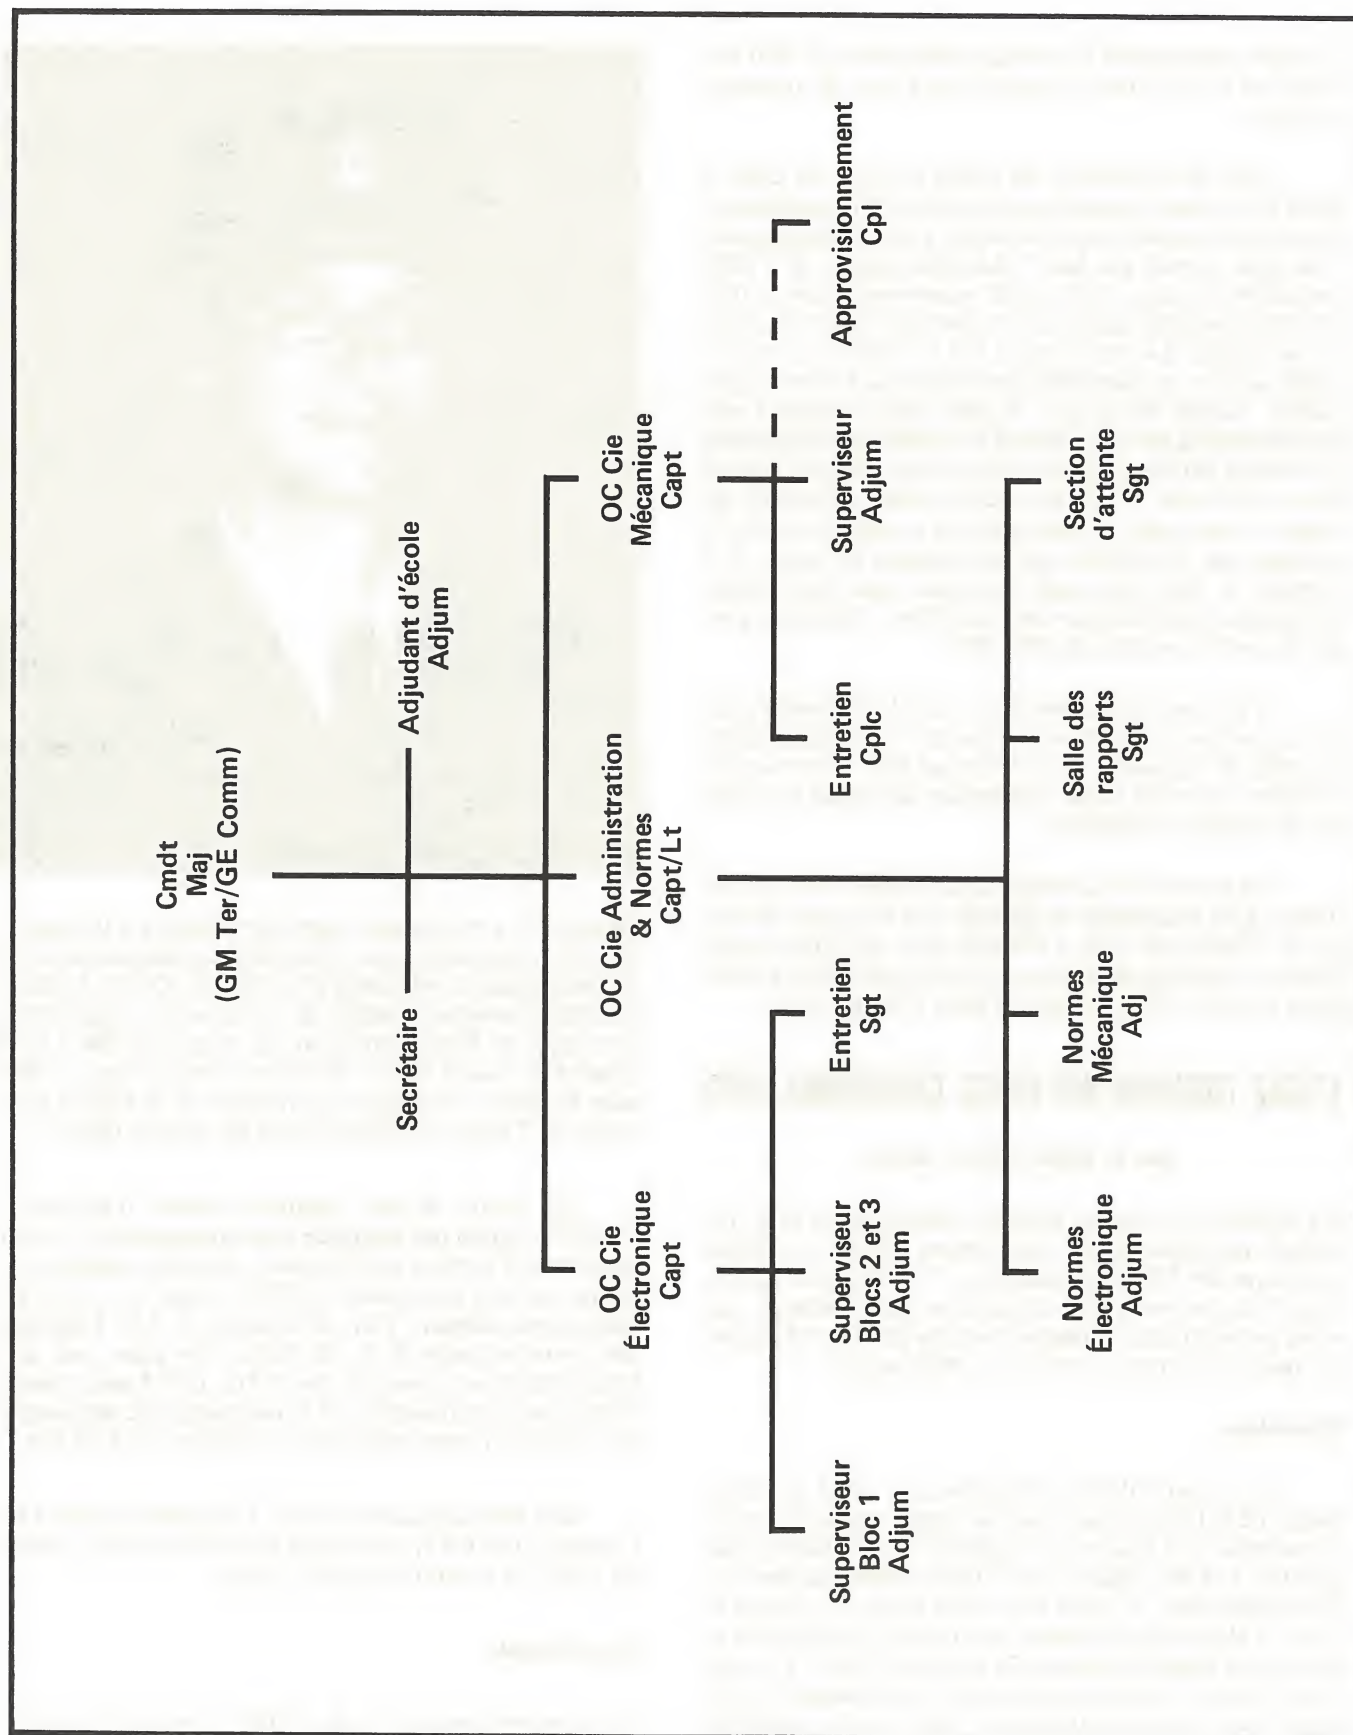 Cmdt
Maj
(GM Ter/GE Comm)
Secrétaire
Adjudant d'école
Adjum
OC Cie
Électronique
Capt
OC Cie Administration
& Normes
Capt/Lt
OC Cie
Mécanique
Capt
Superviseur
Bloc 1
Adjum
Superviseur
Blocs 2 et 3
Adjum
Entretien
Sgt
Entretien
Cplc
Superviseur
Adjum
Approvisionnement
Cpl
Normes
Électronique
Adjum
Normes
Mécanique
Adj
Salle des
rapports
Sgt
Section
d'attente
Sgt